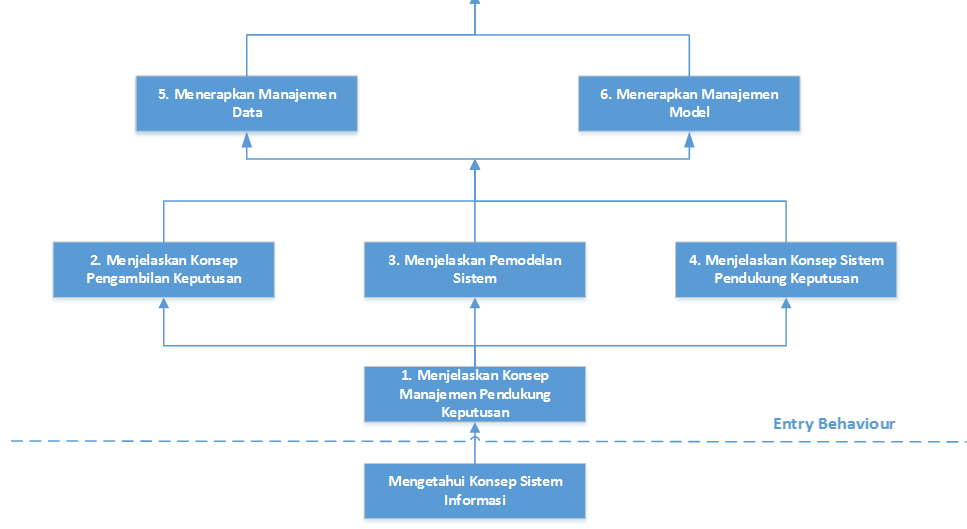 5. Menerapkan Manajemen
Data
6. Menerapkan Manajemen
Model
2. Menjelaskan Konsep
Pengambilan Keputusan
3. Menjelaskan Pemodelan
Sistem
4. Menjelaskan Konsep Sistem
Pendukung Keputusan
1. Menjelaskan Konsep
Manajemen Pendukung
Keputusan
Entry Behaviour
Mengetahui Konsep Sistem
Informasi